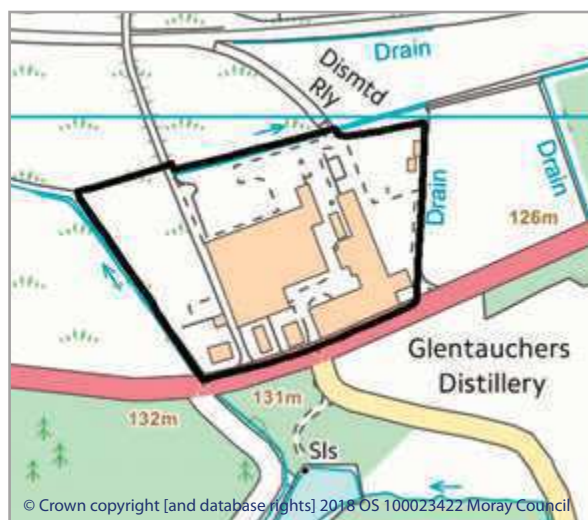 Drain
Dismtd
Rly
Drain
Drain
126m
Glentauchers
Distillery
131m
132m
Sls
© Crown copyright [and database rights] 2018 OS 100023422 Moray Council